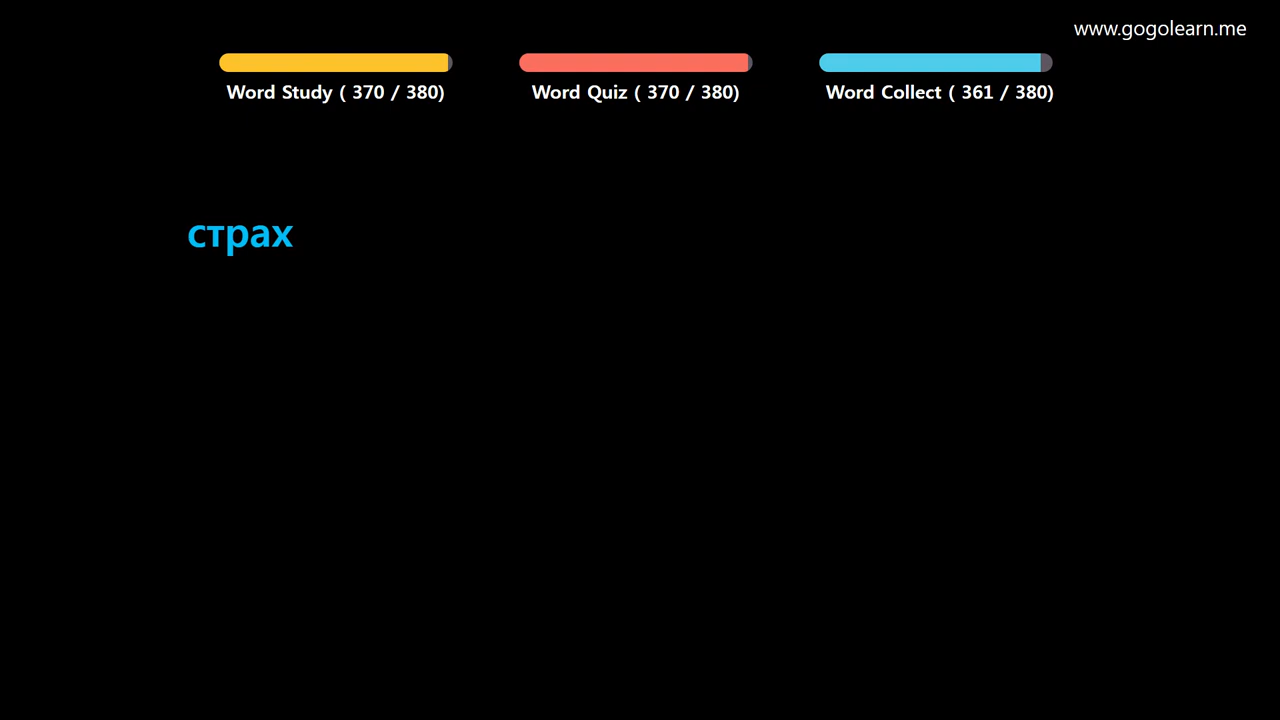 www.gogolearn.me
Word Study ( 370 / 380)
Word Quiz ( 370 / 380)
Word Collect ( 361 / 380)
страх